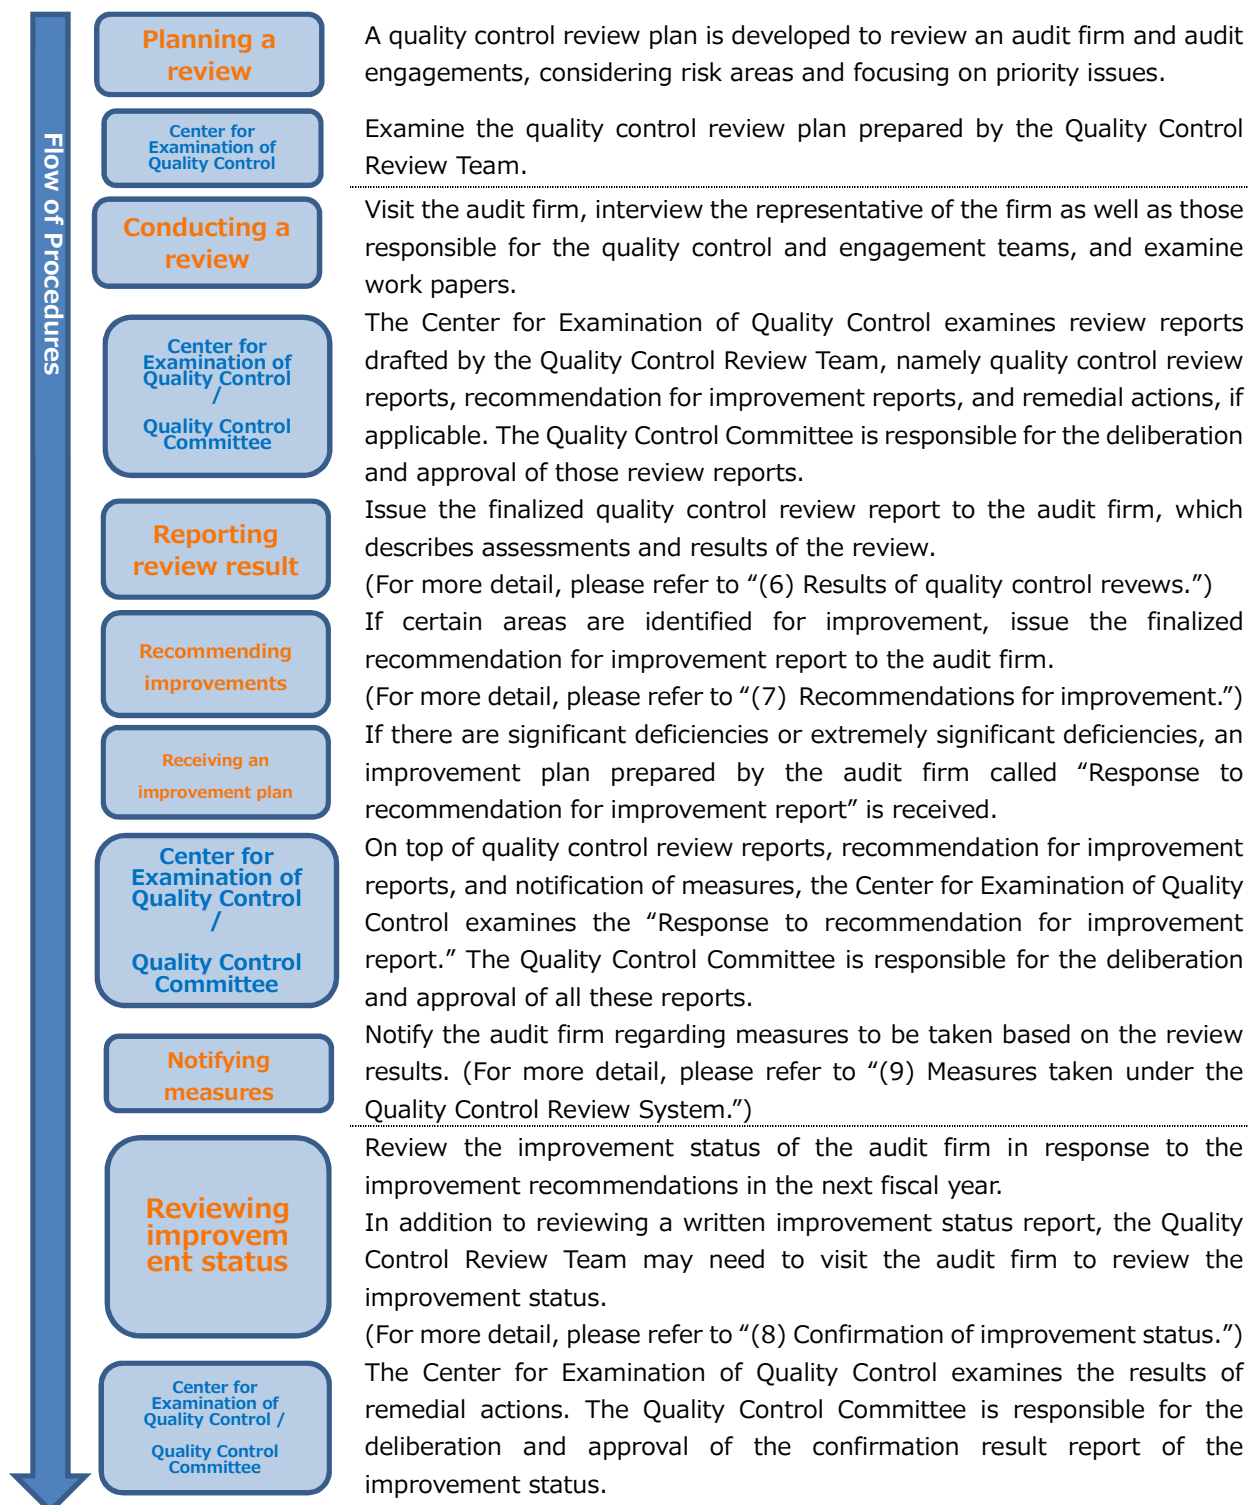 Flow of Procedures
Planning a
review
A quality control review plan is developed to review an audit firm and audit
engagements, considering risk areas and focusing on priority issues.
Center for
Examination of
Quality Control
Examine the quality control review plan prepared by the Quality Control
Review Team.
Conducting a
review
Visit the audit firm, interview the representative of the firm as well as those
responsible for the quality control and engagement teams, and examine
work papers.
Center for
Examination of
Quality Control
/
Quality Control
Committee
The Center for Examination of Quality Control examines review reports
drafted by the Quality Control Review Team, namely quality control review
reports, recommendation for improvement reports, and remedial actions, if
applicable. The Quality Control Committee is responsible for the deliberation
and approval of those review reports.
Reporting
review result
Issue the finalized quality control review report to the audit firm, which
describes assessments and results of the review.
(For more detail, please refer to “(6) Results of quality control revews.”)
Recommending
improvements
If certain areas are identified for improvement, issue the finalized
recommendation for improvement report to the audit firm.
(For more detail, please refer to “(7) Recommendations for improvement.”)
Receiving an
improvement plan
If there are significant deficiencies or extremely significant deficiencies, an
improvement plan prepared by the audit firm called “Response to
recommendation for improvement report” is received.
Center for
Examination of
Quality Control
/
Quality Control
Committee
On top of quality control review reports, recommendation for improvement
reports, and notification of measures, the Center for Examination of Quality
Control examines the “Response to recommendation for improvement
report.” The Quality Control Committee is responsible for the deliberation
and approval of all these reports.
Notifying
measures
Notify the audit firm regarding measures to be taken based on the review
results. (For more detail, please refer to “(9) Measures taken under the
Quality Control Review System.”)
Reviewing
improvem
ent status
Review the improvement status of the audit firm in response to the
improvement recommendations in the next fiscal year.
In addition to reviewing a written improvement status report, the Quality
Control Review Team may need to visit the audit firm to review the
improvement status.
(For more detail, please refer to “(8) Confirmation of improvement status.”)
Center for
Examination of
Quality Control /
Quality Control
Committee
The Center for Examination of Quality Control examines the results of
remedial actions. The Quality Control Committee is responsible for the
deliberation and approval of the confirmation result report of the
improvement status.